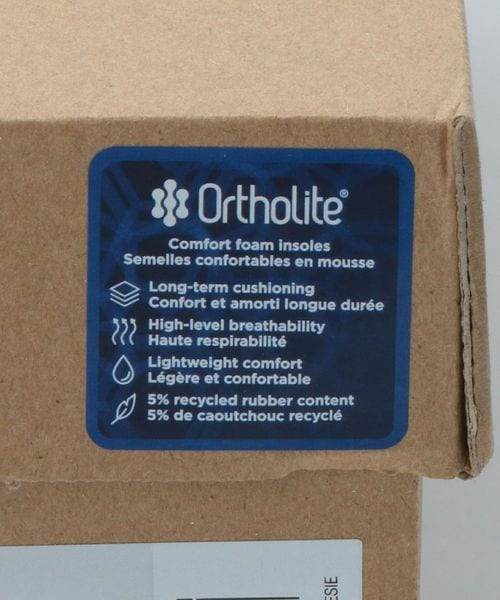 Ortholite®
Comfort foam insoles
Semelles confortables en mousse
Long-term cushioning
Confort et amorti longue durée
High-level breathability
Haute respirabilité
Lightweight comfort
Légère et confortable
5% recycled rubber content
5% de caoutchouc recyclé